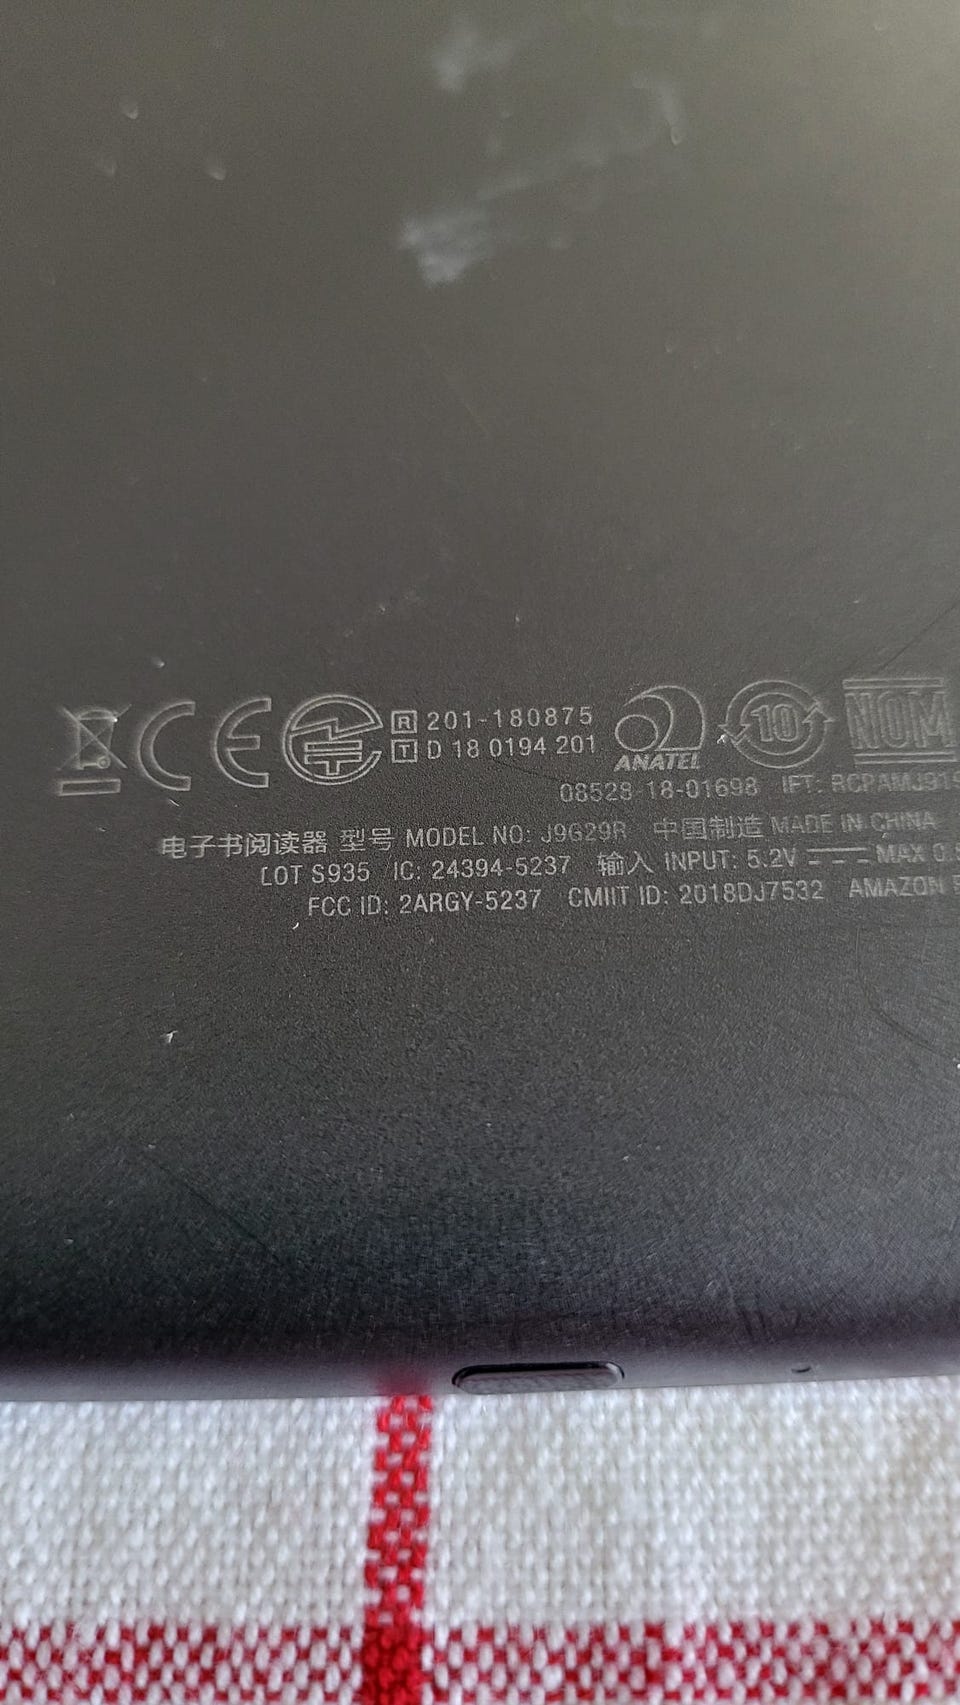 CE R 201-180875
T D 18 0194 201
ANATEL 10 NOM
08528-18-01698 IFT: RCPAMJ919
电子书阅读器 型号 MODEL NO: J9G29R 中国制造 MADE IN CHINA
LOT S935 IC: 24394-5237 输入 INPUT: 5.2V MAX
FCC ID: 2ARGY-5237 CMIIT ID: 2018DJ7532 AMAZON